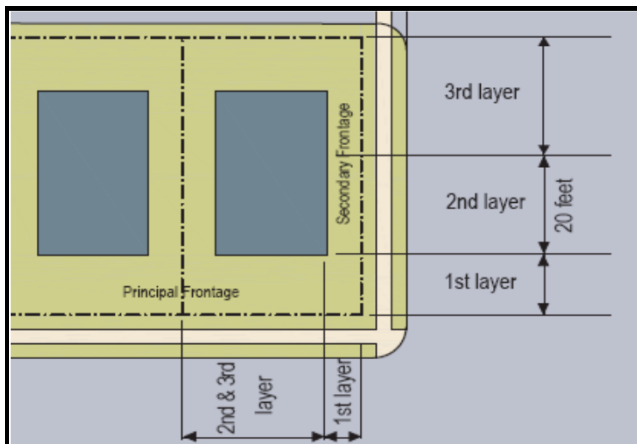 3rd layer
Secondary Frontage
2nd layer
20 feet
1st layer
Principal Frontage
2nd & 3rd
layer
1st layer